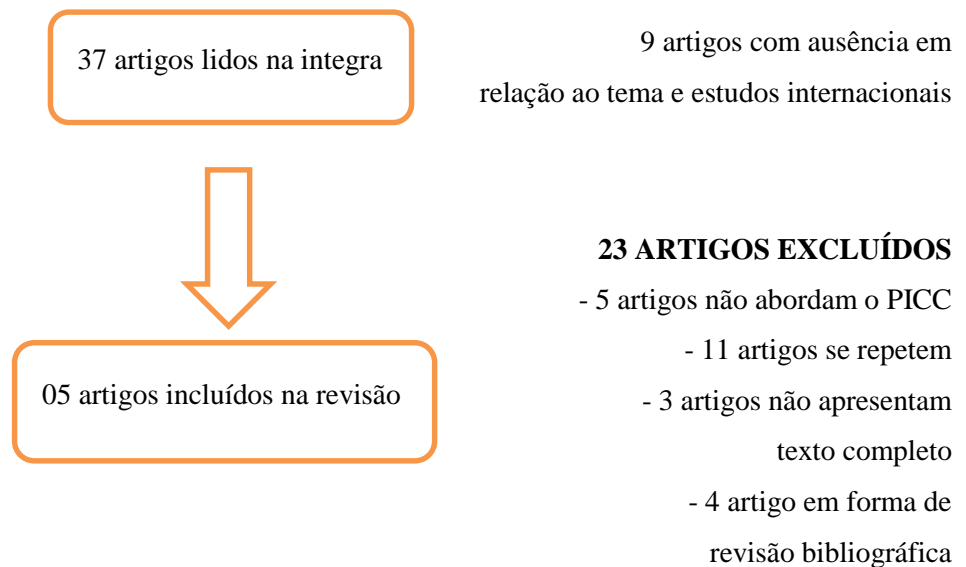 37 artigos lidos na integra
9 artigos com ausência em
relação ao tema e estudos internacionais
23 ARTIGOS EXCLUÍDOS
- 5 artigos não abordam o PICC
- 11 artigos se repetem
- 3 artigos não apresentam
texto completo
- 4 artigo em forma de
revisão bibliográfica
05 artigos incluídos na revisão